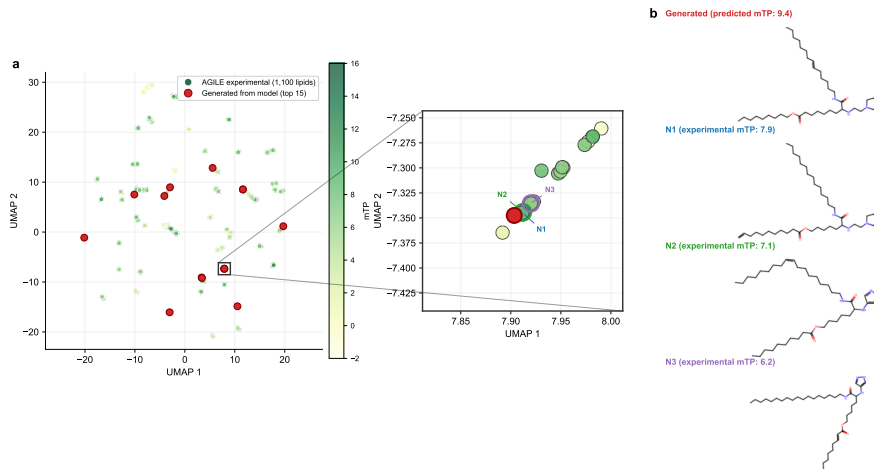 a
UMAP 2
30
20
10
0
−10
−20
−20
−10
0
10
20
UMAP 1
AGILE experimental (1,100 lipids)
Generated from model (top 15)
16
14
12
10
8
6
4
2
0
−2
mTP
UMAP 2
−7.250
−7.275
−7.300
−7.325
−7.350
−7.375
−7.400
−7.425
N2
N3
N1
7.85
7.90
7.95
8.00
UMAP 1
b
Generated (predicted mTP: 9.4)
N1 (experimental mTP: 7.9)
N2 (experimental mTP: 7.1)
N3 (experimental mTP: 6.2)